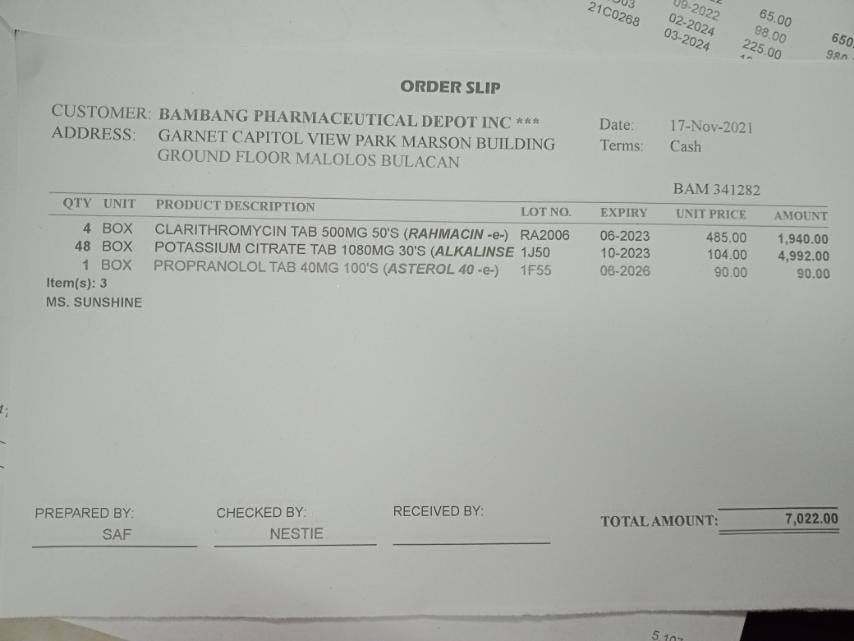 21C0268
09-2022
02-2024
03-2024
65.00
98.00
225.00
650
980
ORDER SLIP
CUSTOMER: BAMBANG PHARMACEUTICAL DEPOT INC ***
ADDRESS: GARNET CAPITOL VIEW PARK MARSON BUILDING
GROUND FLOOR MALOLOS BULACAN
Date: 17-Nov-2021
Terms: Cash
BAM 341282
QTY UNIT PRODUCT DESCRIPTION LOT NO. EXPIRY UNIT PRICE AMOUNT
4 BOX CLARITHROMYCIN TAB 500MG 50'S (RAHMACIN -e-) RA2006 06-2023 485.00 1,940.00
48 BOX POTASSIUM CITRATE TAB 1080MG 30'S (ALKALINSE 1J50 10-2023 104.00 4,992.00
1 BOX PROPRANOLOL TAB 40MG 100'S (ASTEROL 40 -e-) 1F55 06-2026 90.00 90.00
Item(s): 3
MS. SUNSHINE
PREPARED BY: CHECKED BY: RECEIVED BY:
SAF NESTIE
TOTAL AMOUNT: 7,022.00